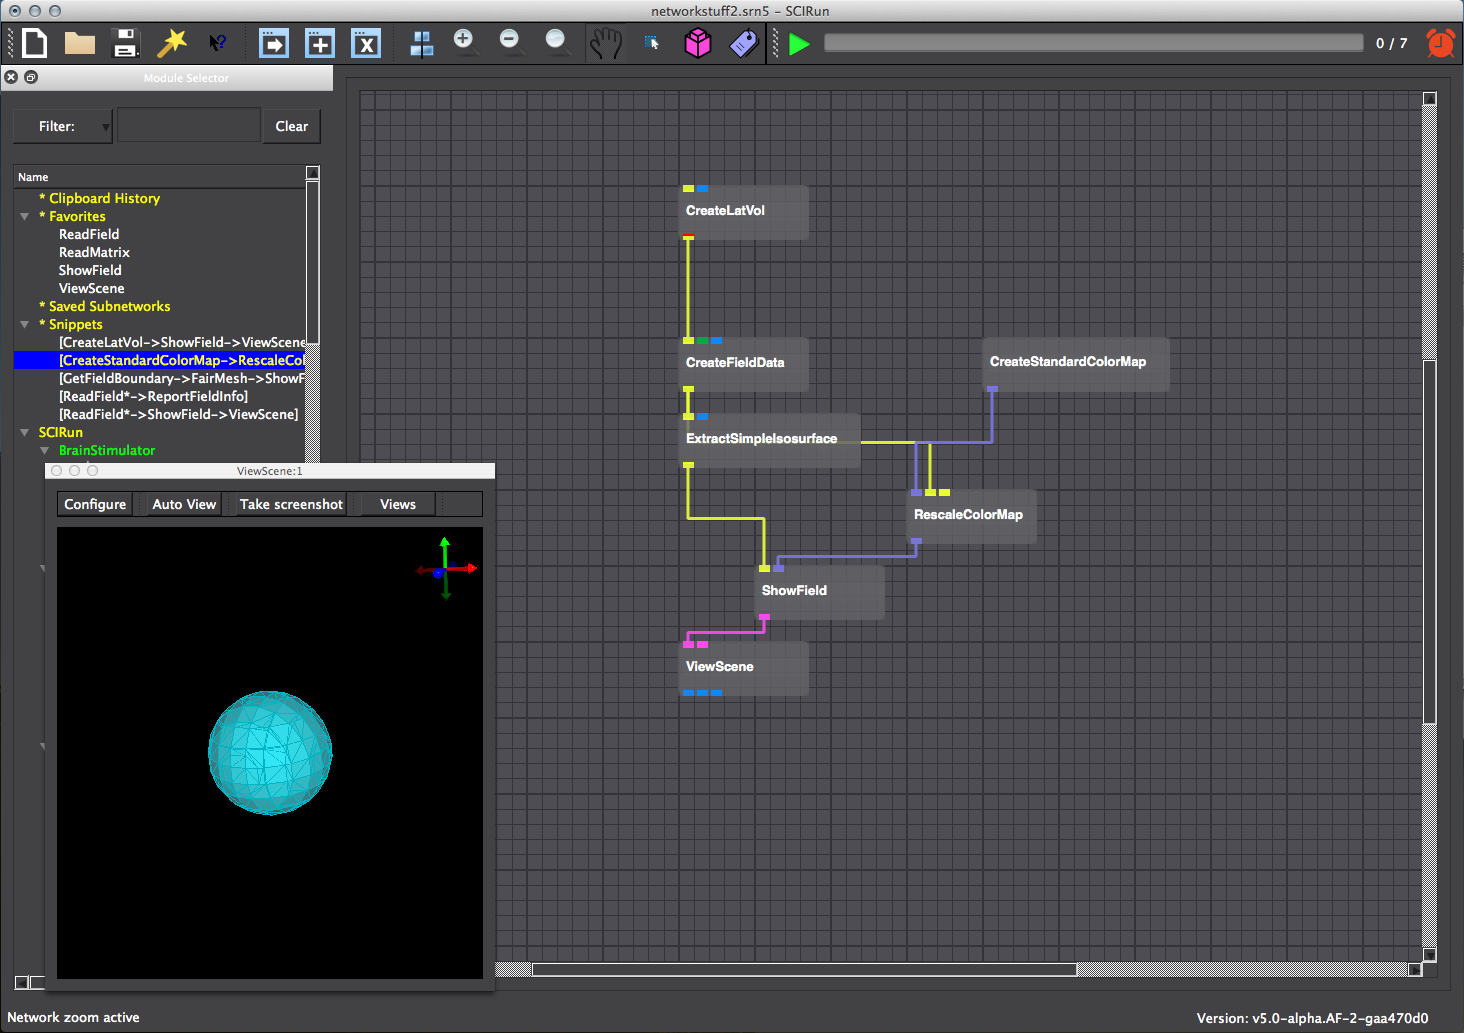 networkstuff2.srn5 – SCIRun
0 / 7
Module Selector
Filter:
Clear
Name
* Clipboard History
* Favorites
ReadField
ReadMatrix
ShowField
ViewScene
* Saved Subnetworks
* Snippets
[CreateLatVol->ShowField->ViewScene
[CreateStandardColorMap->RescaleCol
[GetFieldBoundary->FairMesh->ShowF
[ReadField*->ReportFieldInfo]
[ReadField*->ShowField->ViewScene]
SCIRun
BrainStimulator
ViewScene:1
Configure
Auto View
Take screenshot
Views
CreateLatVol
CreateFieldData
CreateStandardColorMap
ExtractSimpleIsosurface
RescaleColorMap
ShowField
ViewScene
Network zoom active
Version: v5.0-alpha.AF-2-gaa470d0